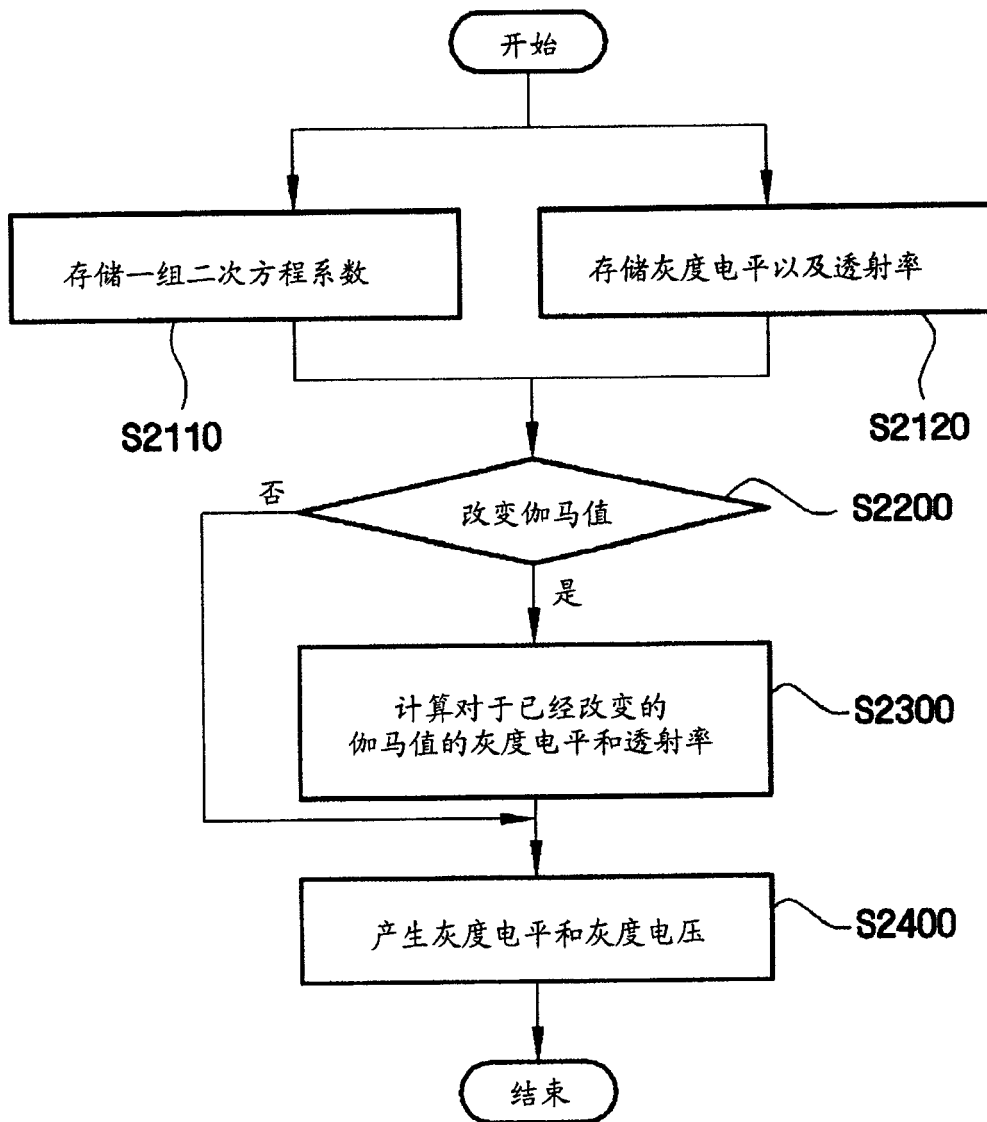 开始
存储一组二次方程系数
存储灰度电平以及透射率
S2110
S2120
否
改变伽马值
S2200
是
计算对于已经改变的
伽马值的灰度电平和透射率
S2300
产生灰度电平和灰度电压
S2400
结束